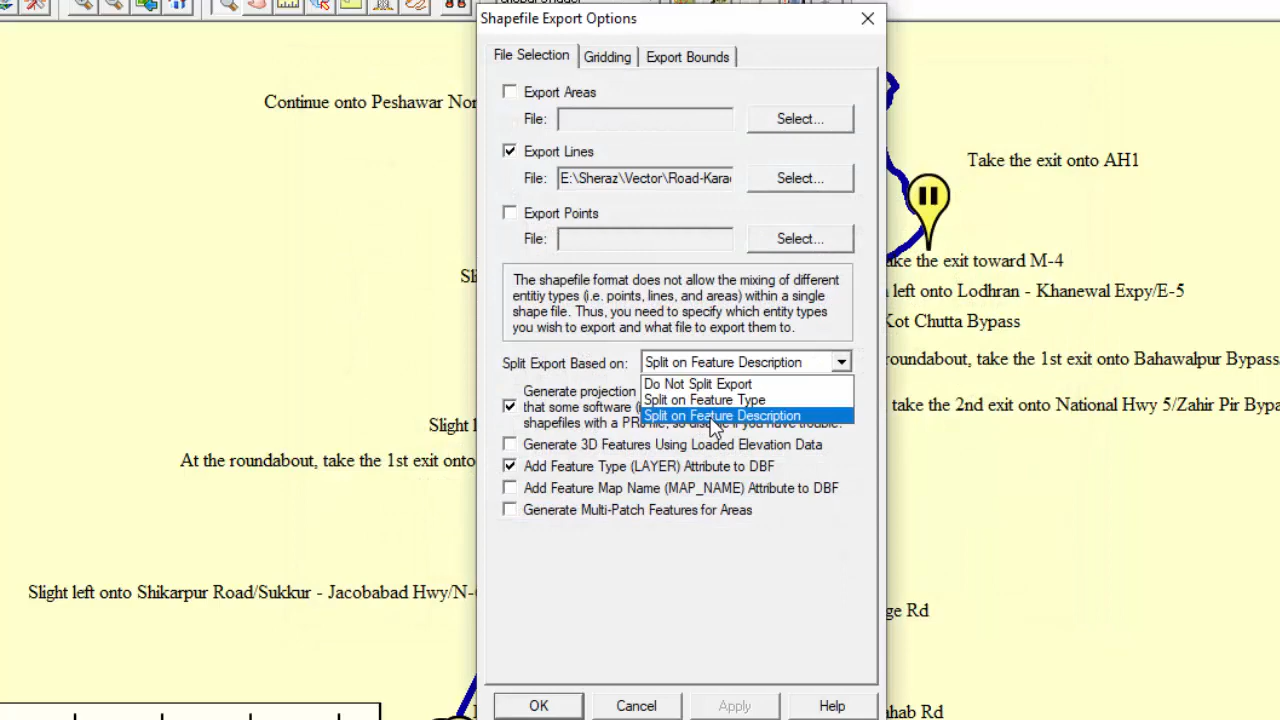 Shapefile Export Options
File Selection
Gridding
Export Bounds
Continue onto Peshawar
Export Areas
File:
Select...
Take the exit onto AH1
Export Lines
File: E:\Sheraz\Vector\Road-Kara
Select...
Export Points
File:
Select...
ake the exit toward M-4
The shapefile format does not allow the mixing of different
entity types (i.e. points, lines, and areas) within a single
shape file. Thus, you need to specify which entity types
you wish to export and what file to export them to.
left onto Lodhran - Khanewal Expy/E-5
Kot Chutta Bypass
roundabout, take the 1st exit onto Bahawalpur Bypass
Split Export Based on: Split on Feature Description
Do Not Split Export
Split on Feature Type
Split on Feature Description
Generate projection
that some software
shapefiles with a
take the 2nd exit onto National Hwy 5/Zahir Pir Bypa
Slight
Generate 3D Features Using Loaded Elevation Data
At the roundabout, take the 1st exit onto
Add Feature Type (LAYER) Attribute to DBF
Add Feature Map Name (MAP_NAME) Attribute to DBF
Generate Multi-Patch Features for Areas
Slight left onto Shikarpur Road/Sukkur - Jacobabad Hwy/N-
ge Rd
OK
Cancel
Apply
Help
hab Rd